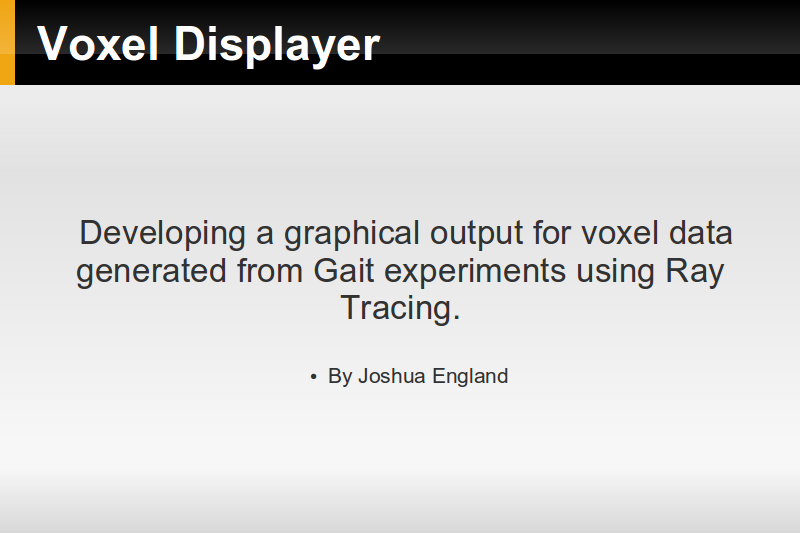 Voxel Displayer
Developing a graphical output for voxel data
generated from Gait experiments using Ray
Tracing.
• By Joshua England